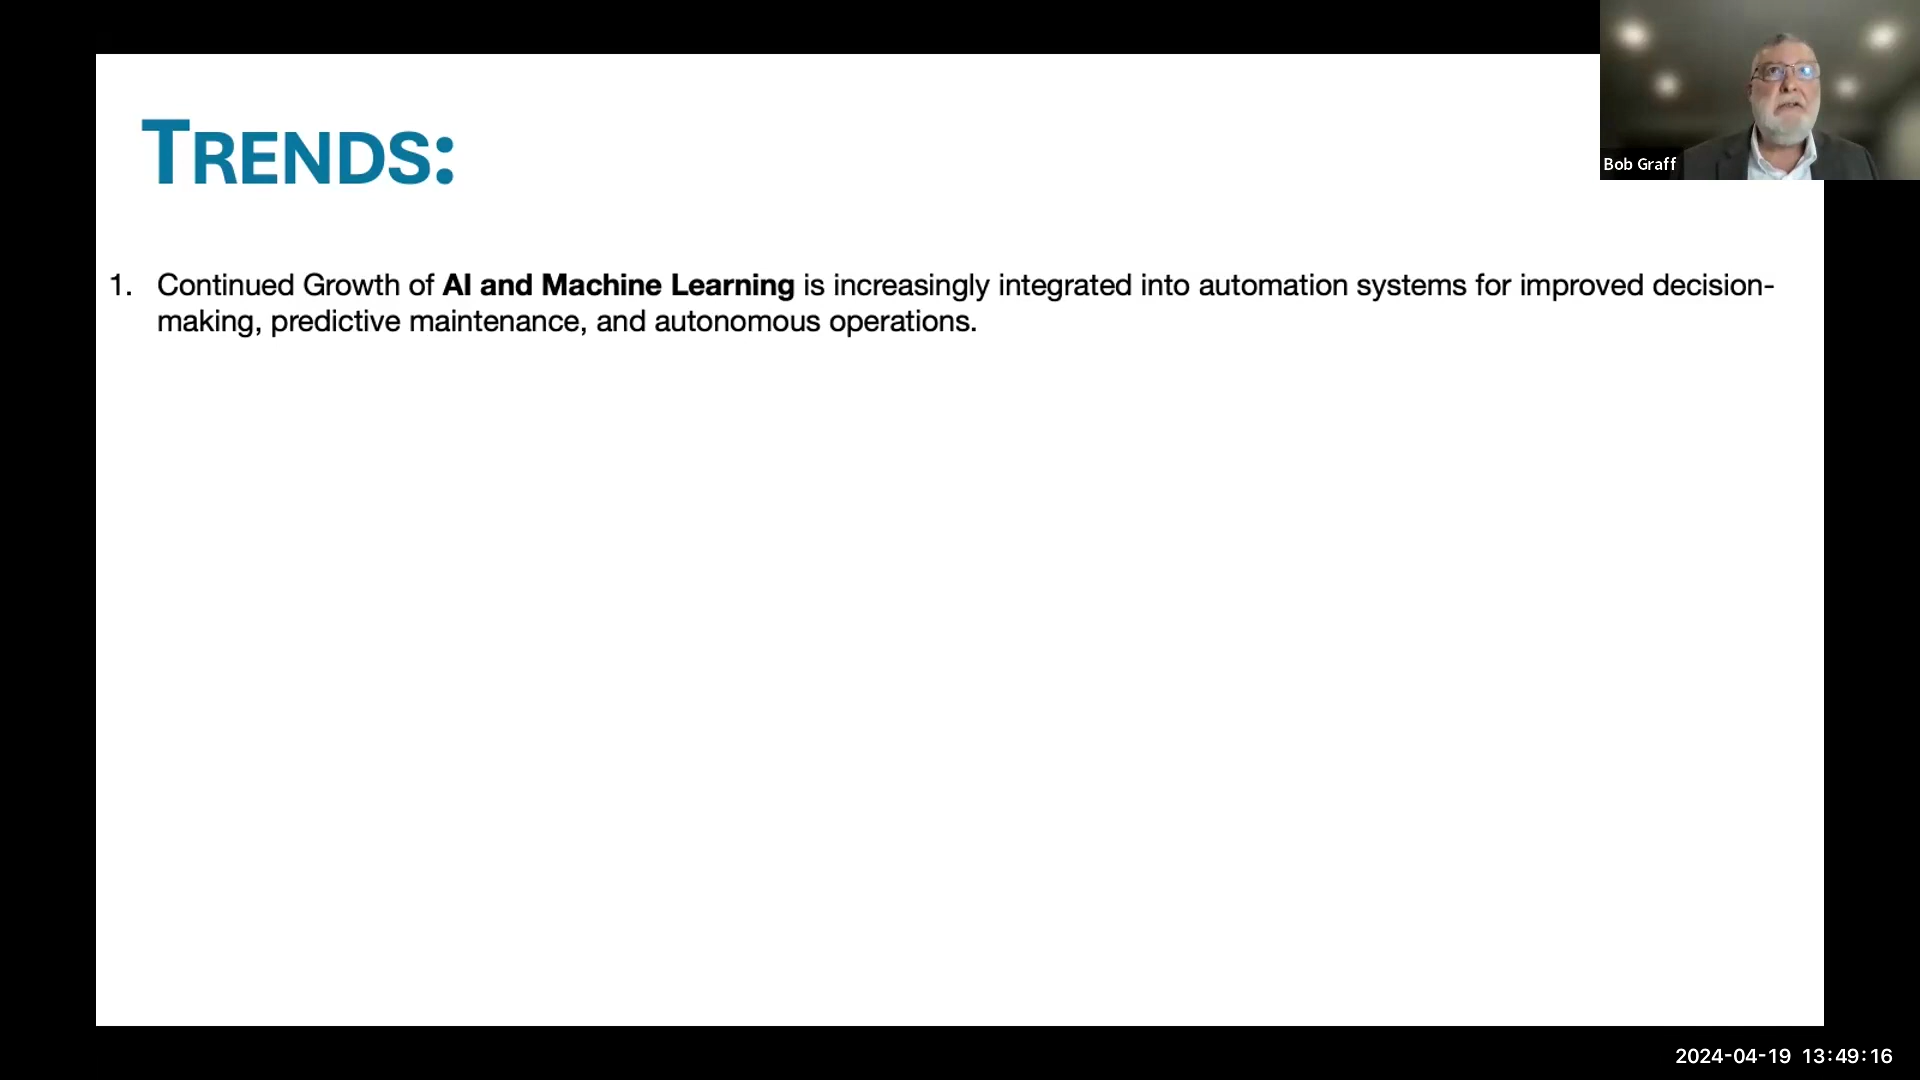 TRENDS:
Bob Graff
1. Continued Growth of AI and Machine Learning is increasingly integrated into automation systems for improved decision-
making, predictive maintenance, and autonomous operations.
2024-04-19 13:49:16